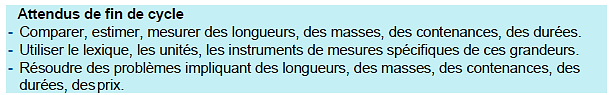 Attendus de fin de cycle
- Comparer, estimer, mesurer des longueurs, des masses, des contenances, des durées.
- Utiliser le lexique, les unités, les instruments de mesures spécifiques de ces grandeurs.
- Résoudre des problèmes impliquant des longueurs, des masses, des contenances, des
durées, desprix.